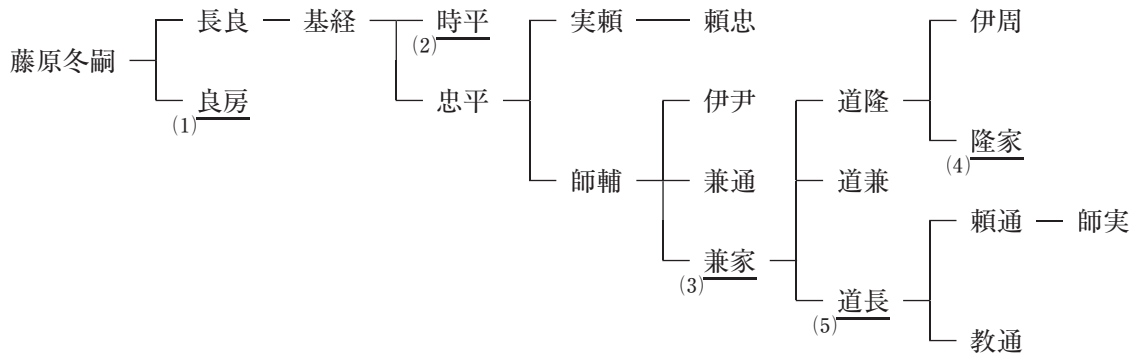 長良 基経 時平 実頼 頼忠 伊周
(2)
藤原冬嗣
良房 忠平 伊尹 道隆
(1)
隆家
(4)
師輔 兼通 道兼
頼通 師実
兼家
(3)
道長
(5)
教通